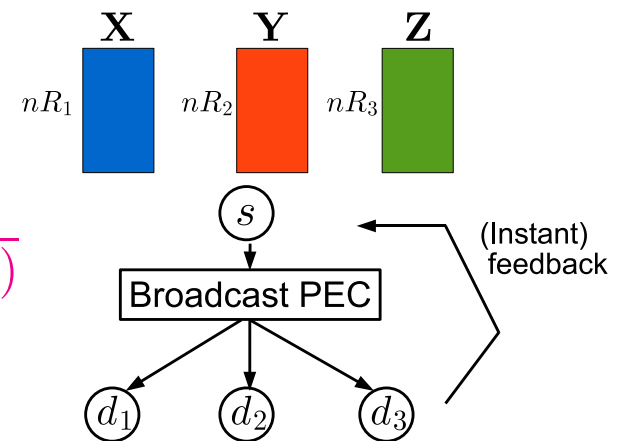 X Y Z
nR₁ nR₂ nR₃
s
)
(Instant)
feedback
Broadcast PEC
d₁ d₂ d₃